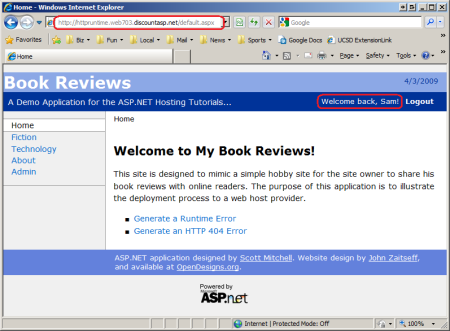 Home - Windows Internet Explorer
http://httpruntime.web703.discountasp.net/default.aspx
Google
Favorites Biz Fun Local Mail News Sports Google Docs UCSD ExtensionLink
Home Page Safety Tools
Book Reviews 4/3/2009
A Demo Application for the ASP.NET Hosting Tutorials... Welcome back, Sam! Logout
Home
Fiction
Technology
About
Admin
Home
Welcome to My Book Reviews!
This site is designed to mimic a simple hobby site for the site owner to share his
book reviews with online readers. The purpose of this application is to illustrate
the deployment process to a web host provider.
Generate a Runtime Error
Generate an HTTP 404 Error
ASP.NET application designed by Scott Mitchell. Website design by John Zaitseff,
and available at OpenDesigns.org.
Powered by
ASP.net
Internet | Protected Mode: Off 100%